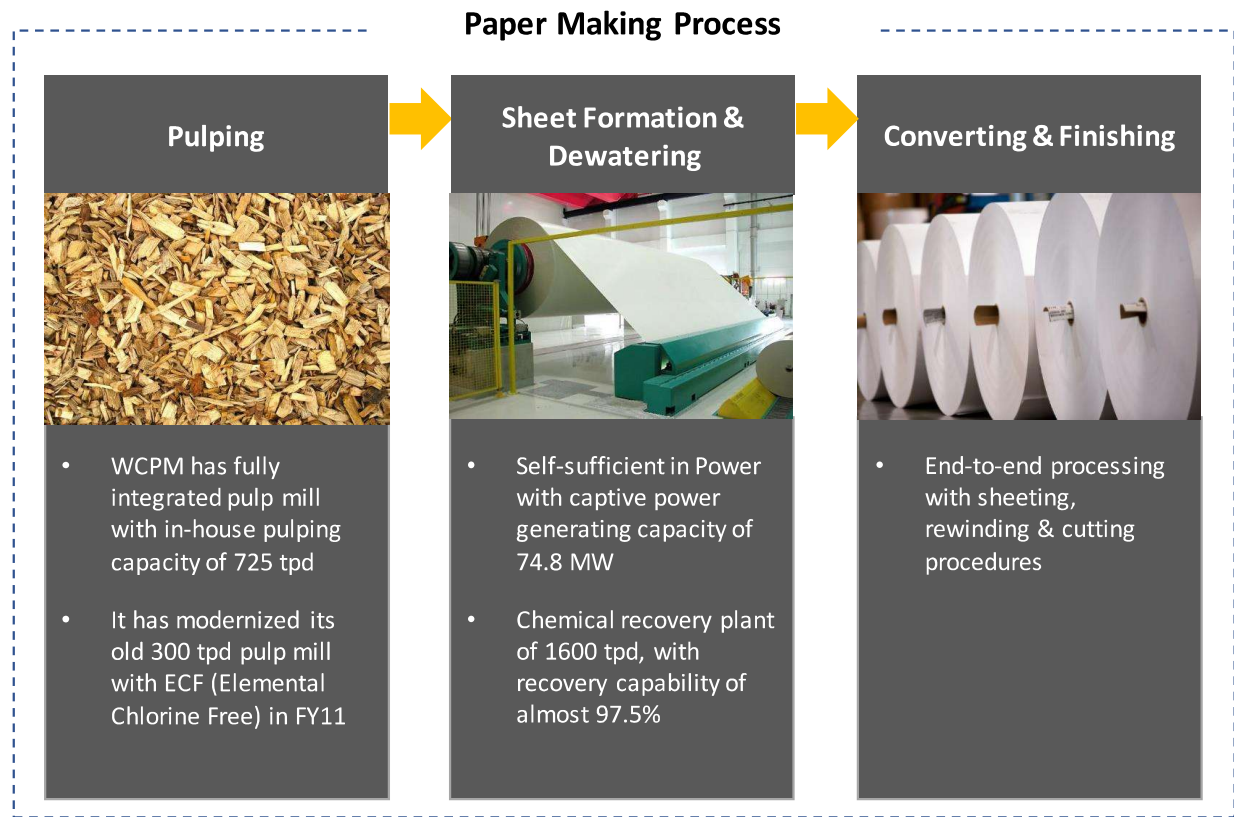 Paper Making Process
Pulping
Sheet Formation &
Dewatering
Converting & Finishing
• WCPM has fully
integrated pulp mill
with in-house pulping
capacity of 725 tpd
• It has modernized its
old 300 tpd pulp mill
with ECF (Elemental
Chlorine Free) in FY11
• Self-sufficient in Power
with captive power
generating capacity of
74.8 MW
• Chemical recovery plant
of 1600 tpd, with
recovery capability of
almost 97.5%
• End-to-end processing
with sheeting,
rewinding & cutting
procedures